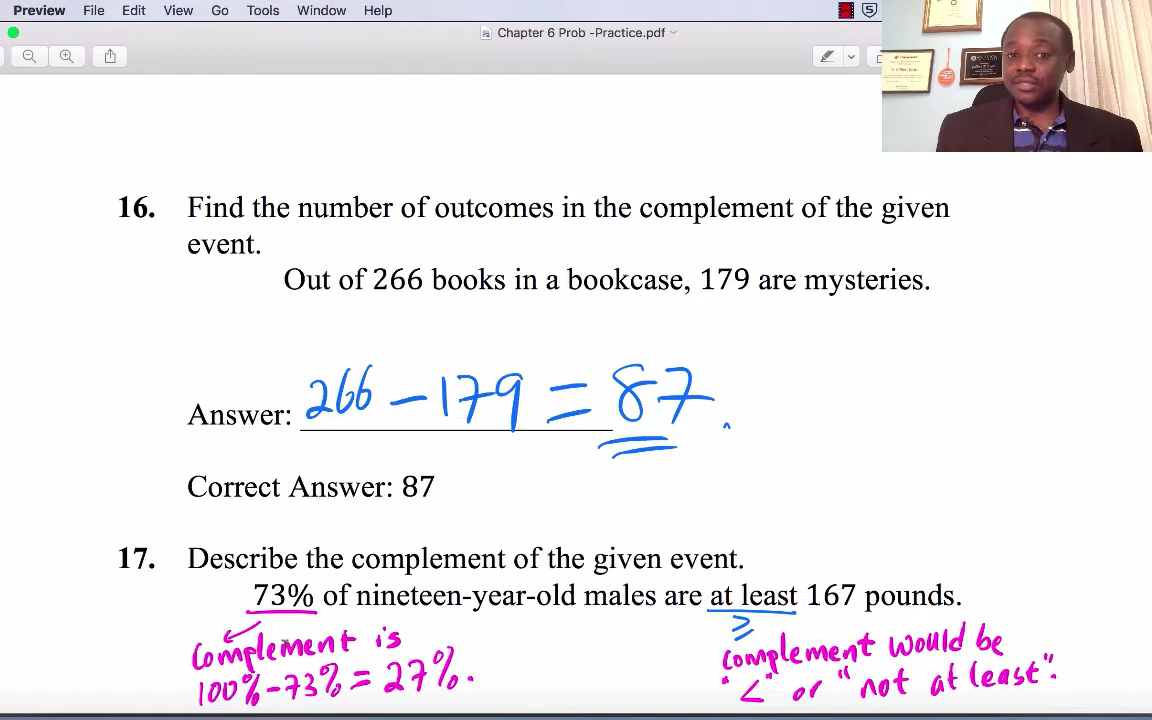 Preview File Edit View Go Tools Window Help
Chapter 6 Prob -Practice.pdf
16. Find the number of outcomes in the complement of the given
event.
Out of 266 books in a bookcase, 179 are mysteries.
Answer: 266 - 179 = 87.
Correct Answer: 87
17. Describe the complement of the given event.
73% of nineteen-year-old males are at least 167 pounds.
≥
Complement is
100% - 73% = 27%.
complement would be
"<" or "not at least".